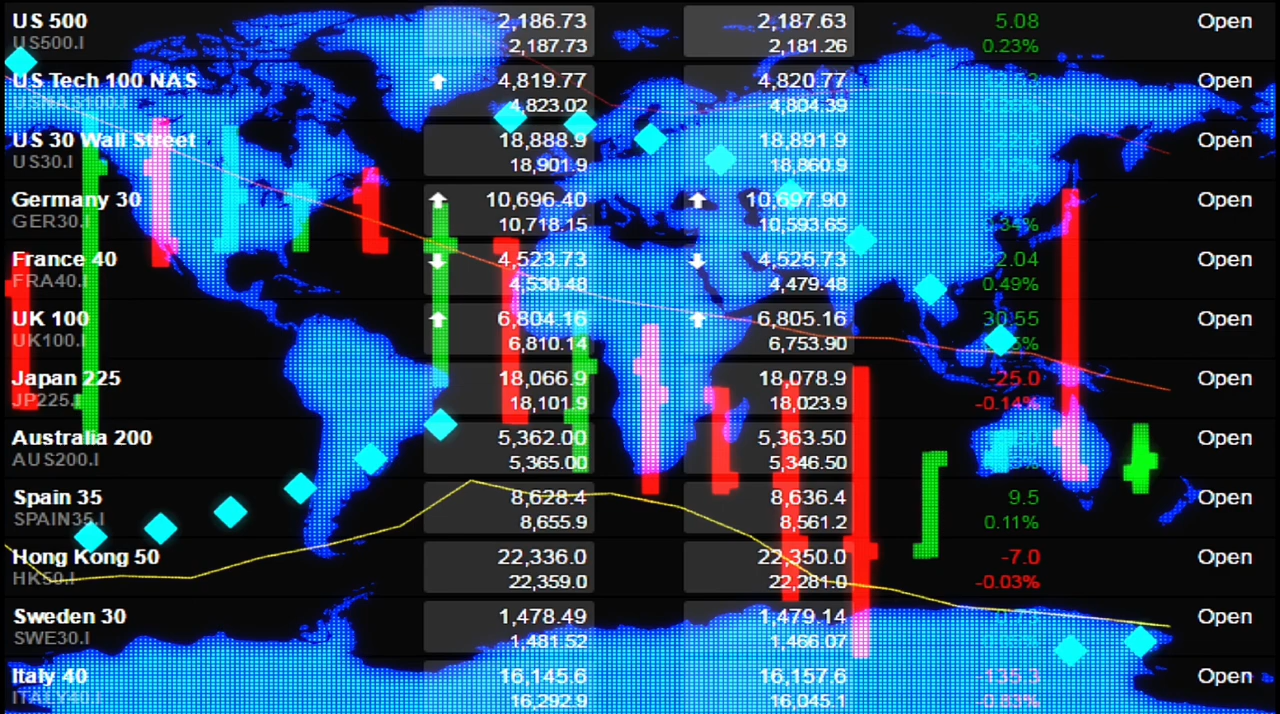 US 500 2,186.73 2,187.63 5.08 Open
US500.I 2,187.73 2,181.26 0.23%
US Tech 100 NAS 4,819.77 4,820.77 Open
USNAS100.I 4,823.02 4,804.39
US 30 Wall Street 18,888.9 18,891.9 Open
US30.I 18,901.9 18,860.9
Germany 30 10,696.40 10,697.90 Open
GER30.I 10,718.15 10,593.65
France 40 4,523.73 4,525.73 Open
FRA40.I 4,530.48 4,479.48 0.49%
UK 100 6,804.16 6,805.16 30.55 Open
UK100.I 6,810.14 6,753.90
Japan 225 18,066.9 18,078.9 -25.0 Open
JP225.I 18,101.9 18,023.9 -0.14%
Australia 200 5,362.00 5,363.50 Open
AUS200.I 5,365.00 5,346.50
Spain 35 8,628.4 8,636.4 9.5 Open
SPAIN35.I 8,655.9 8,561.2 0.11%
Hong Kong 50 22,336.0 22,350.0 -7.0 Open
HK50.I 22,359.0 22,281.0 -0.03%
Sweden 30 1,478.49 1,479.14 Open
SWE30.I 1,481.52 1,466.07
Italy 40 16,145.6 16,157.6 -135.3 Open
ITALY40.I 16,292.9 16,045.1 -0.83%